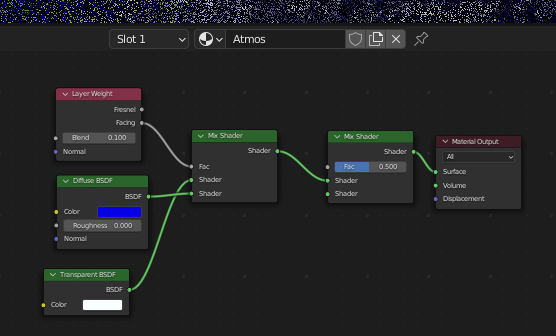 Slot 1
Atmos
Layer Weight
Fresnel
Facing
Blend 0.100
Normal
Diffuse BSDF
BSDF
Color
Roughness 0.000
Normal
Transparent BSDF
BSDF
Color
Mix Shader
Shader
Fac
Shader
Shader
Mix Shader
Shader
Fac 0.500
Shader
Shader
Material Output
All
Surface
Volume
Displacement